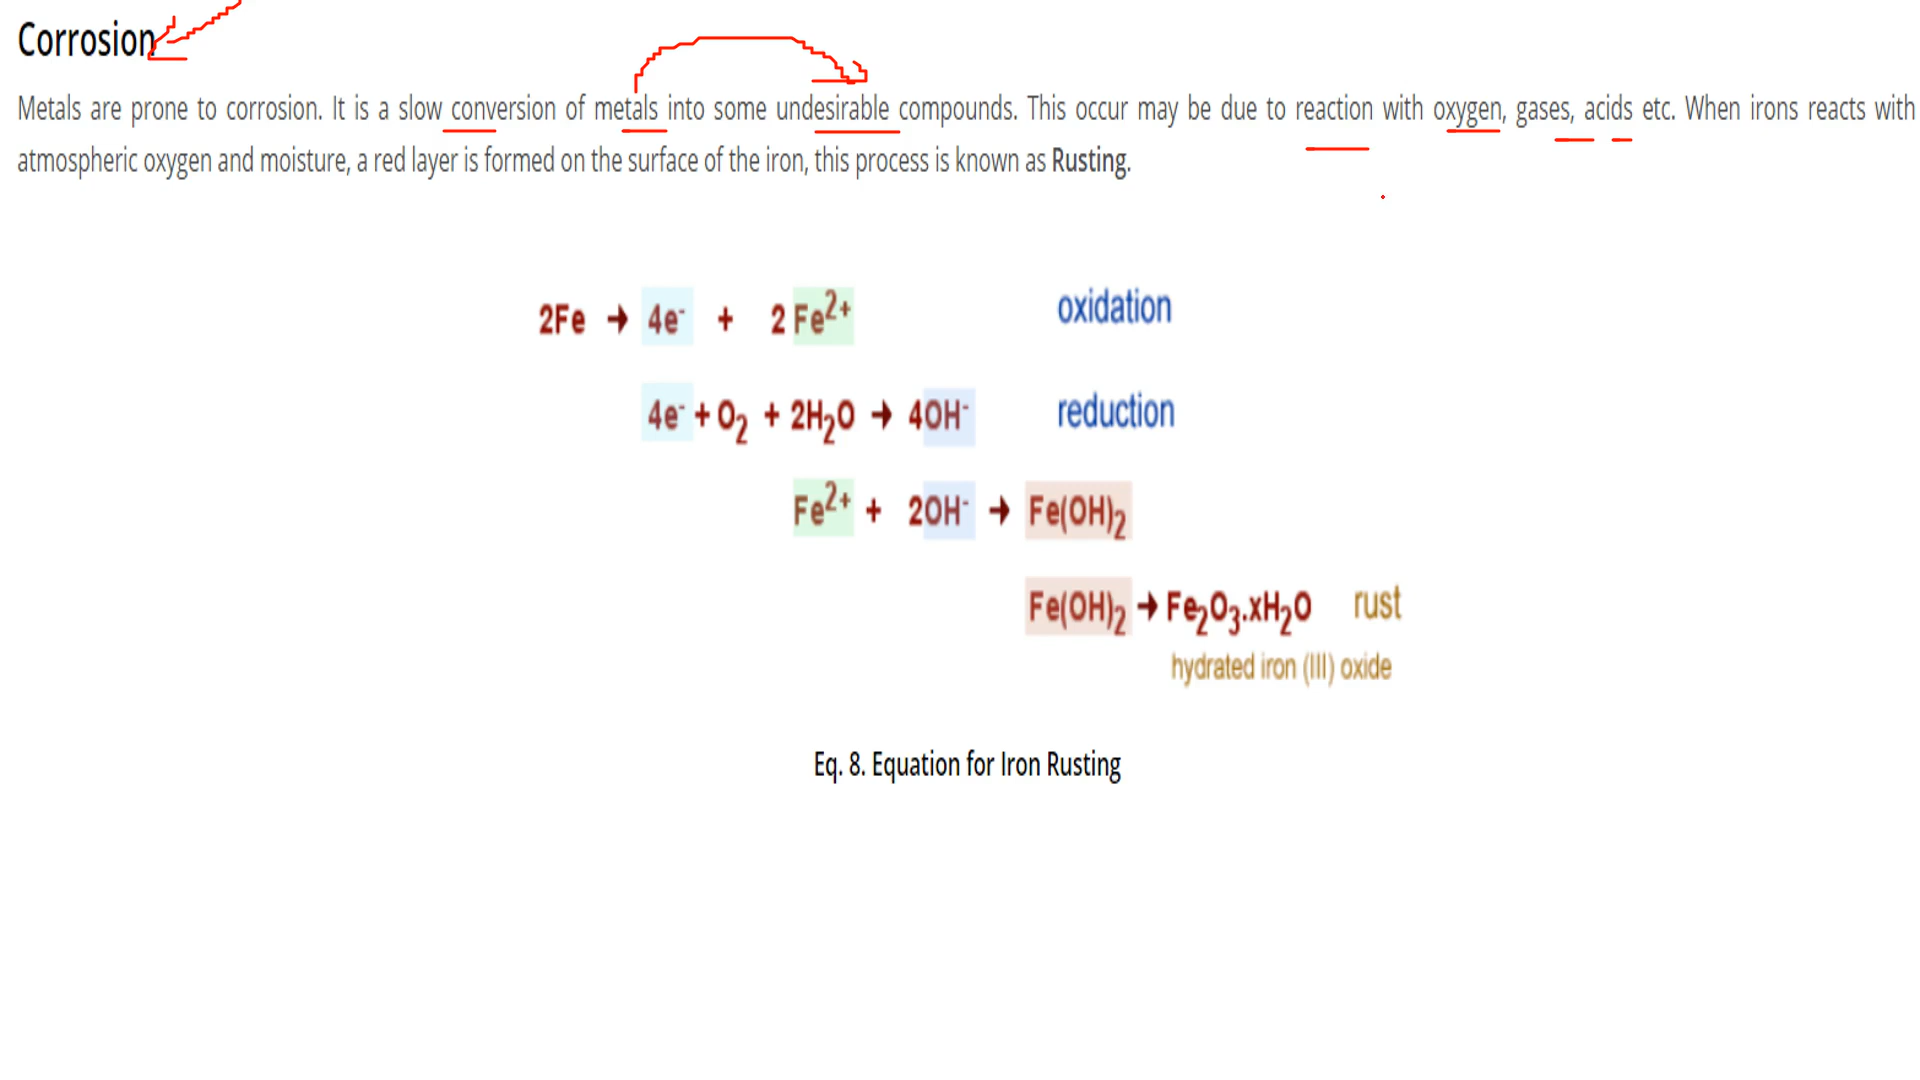 Corrosion
Metals are prone to corrosion. It is a slow conversion of metals into some undesirable compounds. This occur may be due to reaction with oxygen, gases, acids etc. When irons reacts with
atmospheric oxygen and moisture, a red layer is formed on the surface of the iron, this process is known as Rusting.
2Fe → 4e⁻ + 2 Fe²⁺ oxidation
4e⁻ + O₂ + 2H₂O → 4OH⁻ reduction
Fe²⁺ + 2OH⁻ → Fe(OH)₂
Fe(OH)₂ → Fe₂O₃.xH₂O rust
hydrated iron (III) oxide
Eq. 8. Equation for Iron Rusting